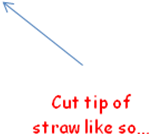 Cut tip of
straw like so...